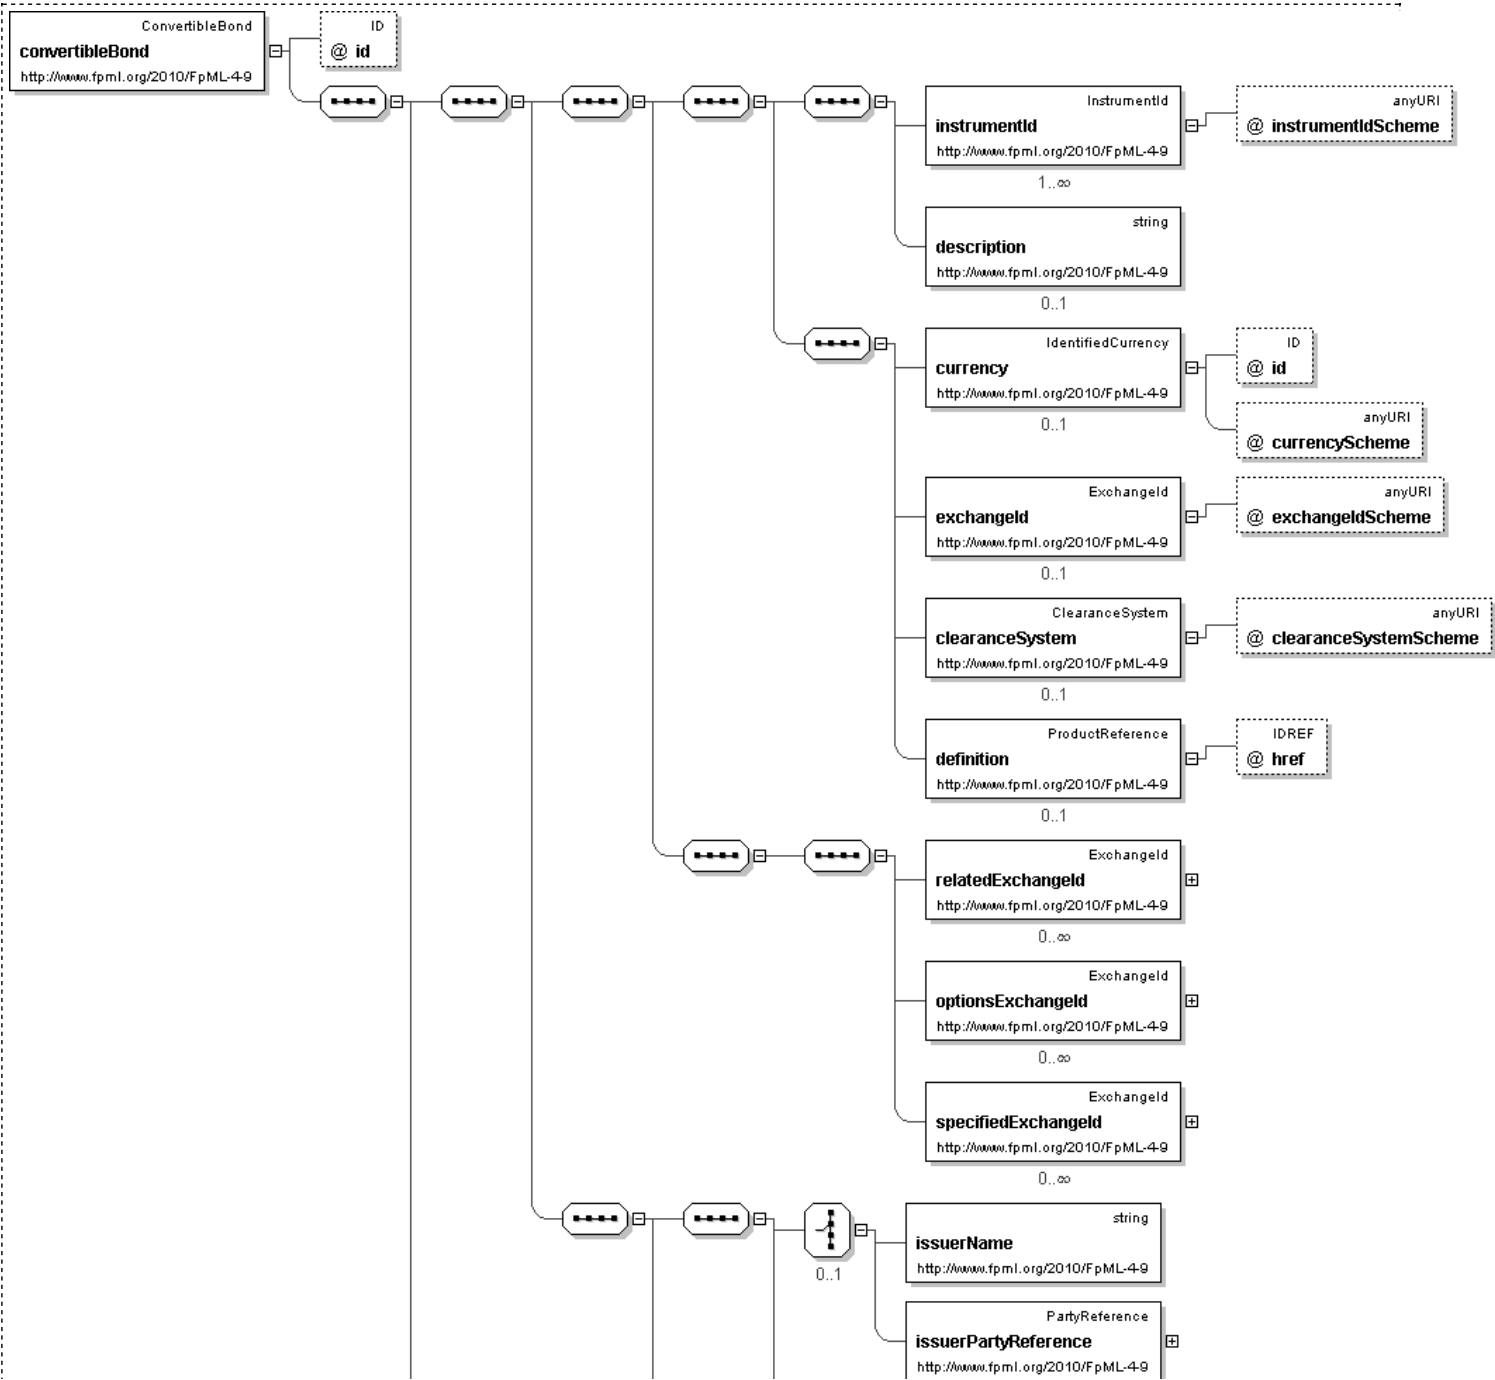 ConvertibleBond
convertibleBond
http://www.fpml.org/2010/FpML-4-9
ID
@ id
InstrumentId
instrumentId
http://www.fpml.org/2010/FpML-4-9
1..∞
anyURI
@ instrumentIdScheme
string
description
http://www.fpml.org/2010/FpML-4-9
0..1
IdentifiedCurrency
currency
http://www.fpml.org/2010/FpML-4-9
0..1
ID
@ id
anyURI
@ currencyScheme
ExchangeId
exchangeId
http://www.fpml.org/2010/FpML-4-9
0..1
anyURI
@ exchangeIdScheme
ClearanceSystem
clearanceSystem
http://www.fpml.org/2010/FpML-4-9
0..1
anyURI
@ clearanceSystemScheme
ProductReference
definition
http://www.fpml.org/2010/FpML-4-9
0..1
IDREF
@ href
ExchangeId
relatedExchangeId
http://www.fpml.org/2010/FpML-4-9
0..∞
ExchangeId
optionsExchangeId
http://www.fpml.org/2010/FpML-4-9
0..∞
ExchangeId
specifiedExchangeId
http://www.fpml.org/2010/FpML-4-9
0..∞
0..1
string
issuerName
http://www.fpml.org/2010/FpML-4-9
PartyReference
issuerPartyReference
http://www.fpml.org/2010/FpML-4-9